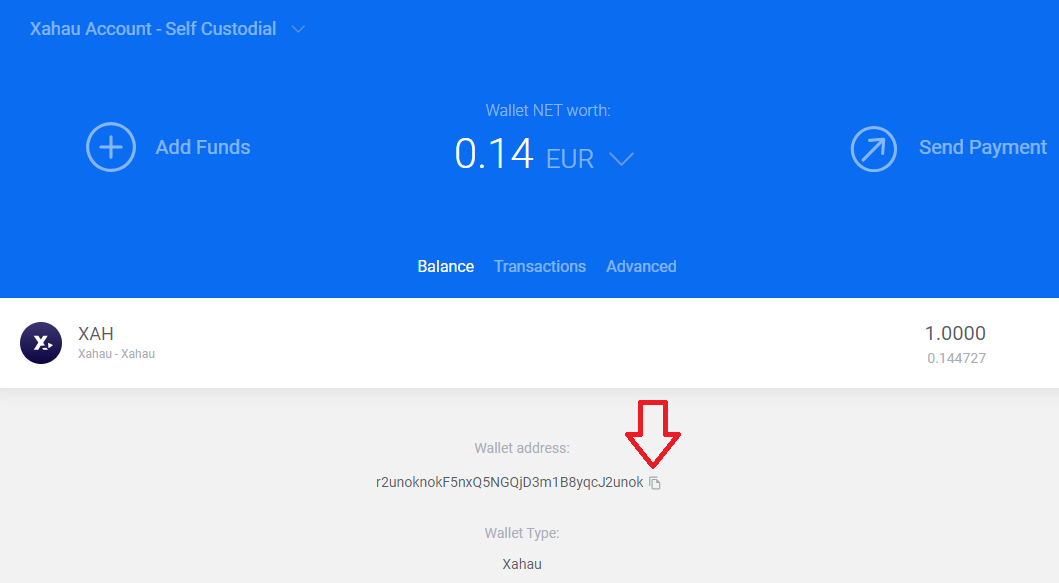 Xahau Account - Self Custodial
Wallet NET worth:
Add Funds
0.14 EUR
Send Payment
Balance Transactions Advanced
XAH
1.0000
Xahau - Xahau
0.144727
Wallet address:
r2unoknokF5nxQ5NGQjD3m1B8yqcJ2unok
Wallet Type:
Xahau